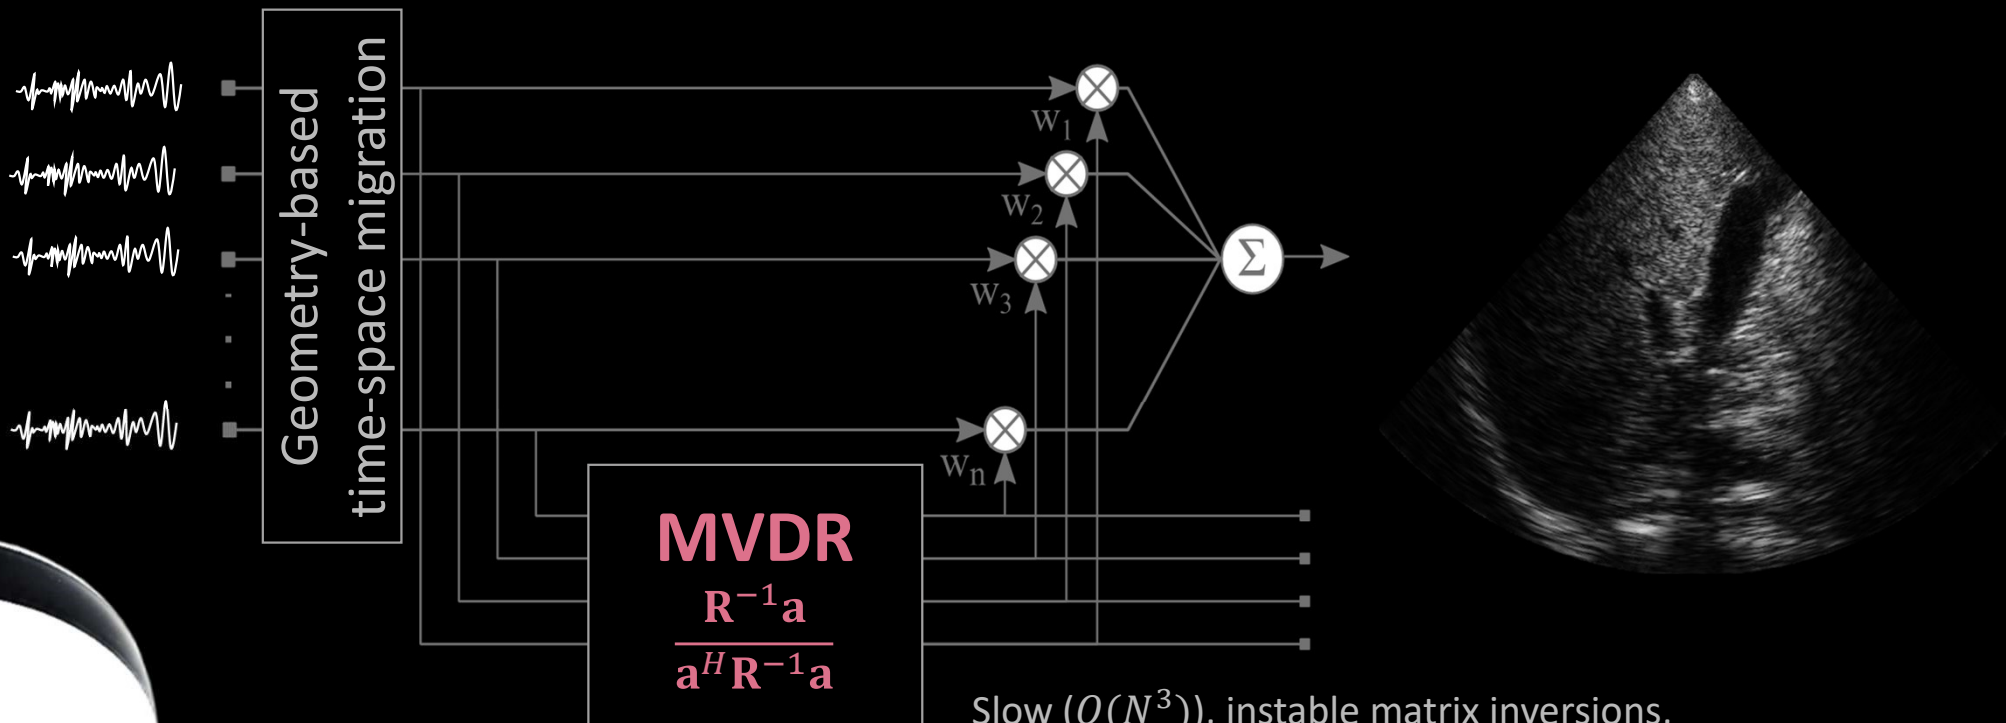 Geometry-based
time-space migration
w₁
w₂
w₃
wₙ
Σ
MVDR
R⁻¹a
aᴴR⁻¹a
Slow (O(N³)), instable matrix inversions.